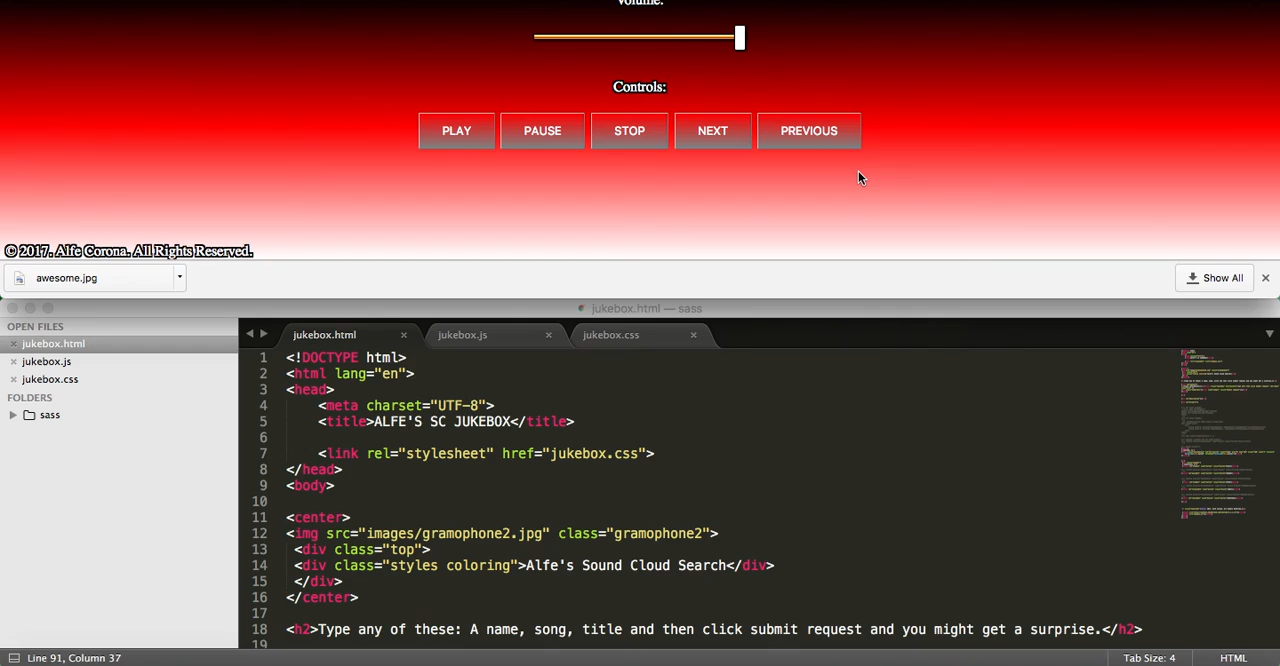 Volume:
Controls:
PLAY PAUSE STOP NEXT PREVIOUS
© 2017. Alfe Corona. All Rights Reserved.
awesome.jpg Show All
jukebox.html — sass
OPEN FILES
jukebox.html
jukebox.js
jukebox.css
FOLDERS
sass
jukebox.html jukebox.js jukebox.css
1 <!DOCTYPE html>
2 <html lang="en">
3 <head>
4 <meta charset="UTF-8">
5 <title>ALFE'S SC JUKEBOX</title>
6
7 <link rel="stylesheet" href="jukebox.css">
8 </head>
9 <body>
10
11 <center>
12 <img src="images/gramophone2.jpg" class="gramophone2">
13 <div class="top">
14 <div class="styles coloring">Alfe's Sound Cloud Search</div>
15 </div>
16 </center>
17
18 <h2>Type any of these: A name, song, title and then click submit request and you might get a surprise.</h2>
19
Line 91, Column 37 Tab Size: 4 HTML